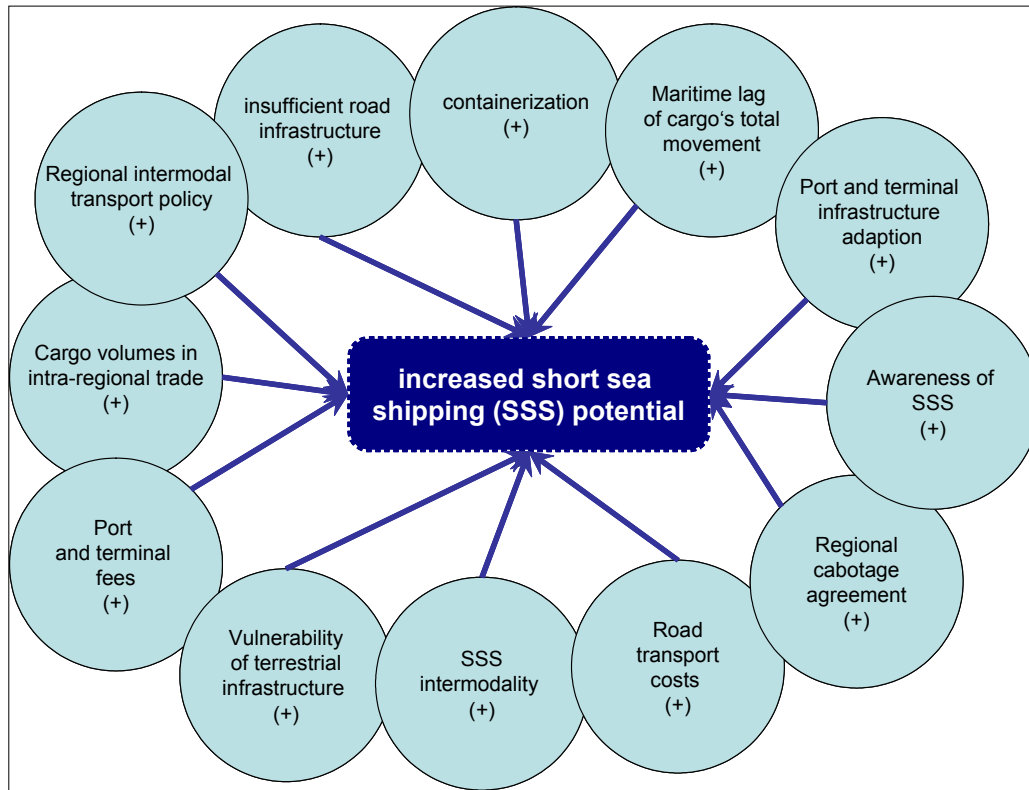 insufficient road
infrastructure
(+)
containerization
(+)
Maritime lag
of cargo‘s total
movement
(+)
Regional intermodal
transport policy
(+)
Port and terminal
infrastructure
adaption
(+)
Cargo volumes in
intra-regional trade
(+)
increased short sea
shipping (SSS) potential
Awareness of
SSS
(+)
Port
and terminal
fees
(+)
Regional
cabotage
agreement
(+)
Vulnerability
of terrestrial
infrastructure
(+)
SSS
intermodality
(+)
Road
transport
costs
(+)